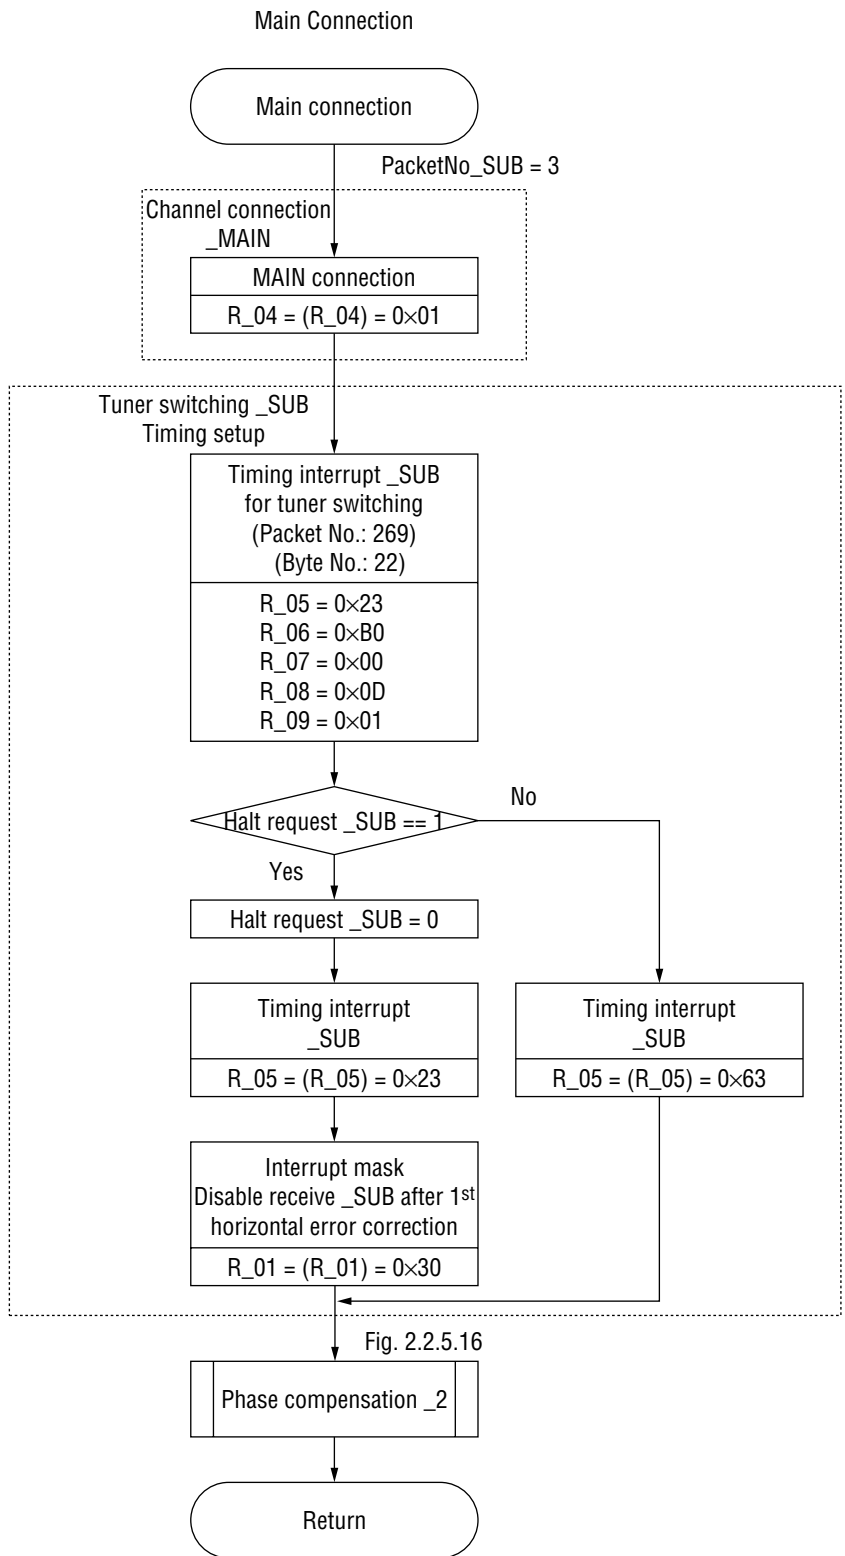 Main Connection
Main connection
PacketNo_SUB = 3
Channel connection
_MAIN
MAIN connection
R_04 = (R_04) = 0×01
Tuner switching _SUB
Timing setup
Timing interrupt _SUB
for tuner switching
(Packet No.: 269)
(Byte No.: 22)
R_05 = 0×23
R_06 = 0×B0
R_07 = 0×00
R_08 = 0×0D
R_09 = 0×01
Halt request _SUB == 1
No
Yes
Halt request _SUB = 0
Timing interrupt
_SUB
R_05 = (R_05) = 0×23
Timing interrupt
_SUB
R_05 = (R_05) = 0×63
Interrupt mask
Disable receive _SUB after 1st
horizontal error correction
R_01 = (R_01) = 0×30
Fig. 2.2.5.16
Phase compensation _2
Return